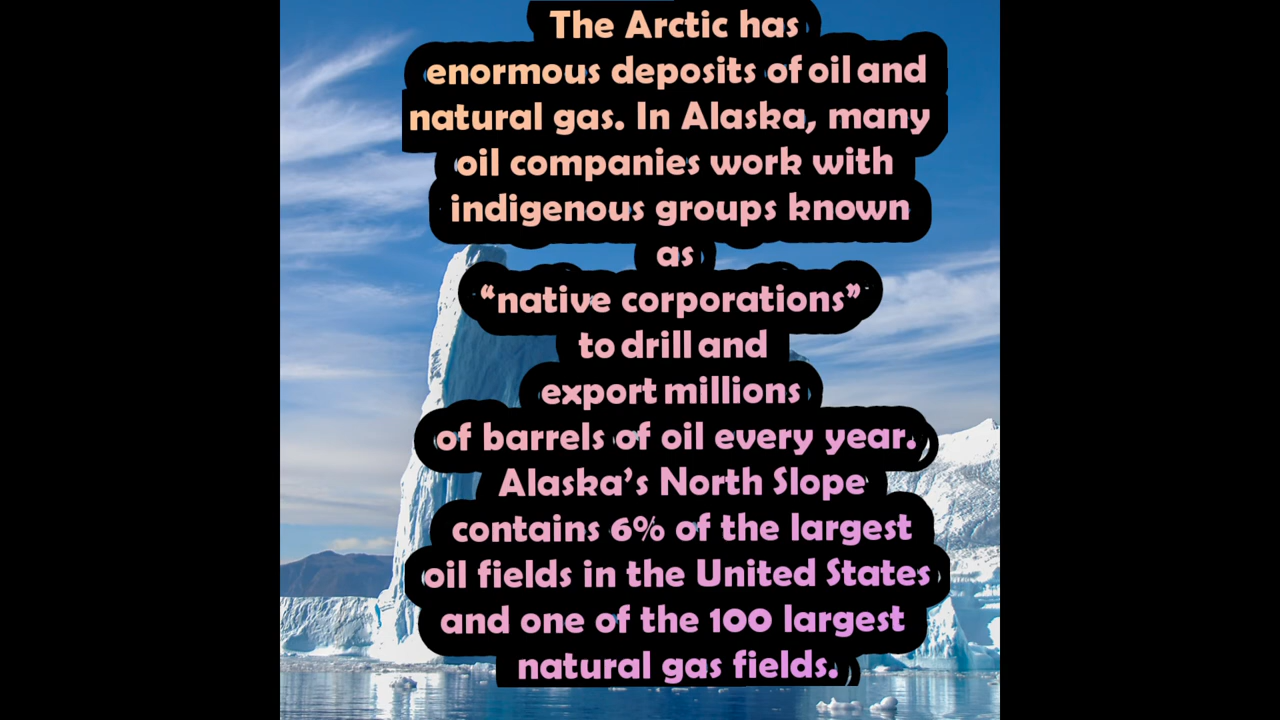 The Arctic has
enormous deposits of oil and
natural gas. In Alaska, many
oil companies work with
indigenous groups known
as
“native corporations”
to drill and
export millions
of barrels of oil every year.
Alaska’s North Slope
contains 6% of the largest
oil fields in the United States
and one of the 100 largest
natural gas fields.